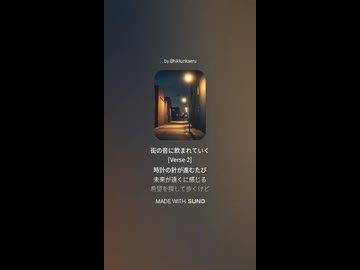 by @hikkoikaeru
街の音に飲まれていく
[Verse 2]
時計の針が進むたび
未来が遠くに感じる
希望を探して歩くけど
MADE WITH SUNO